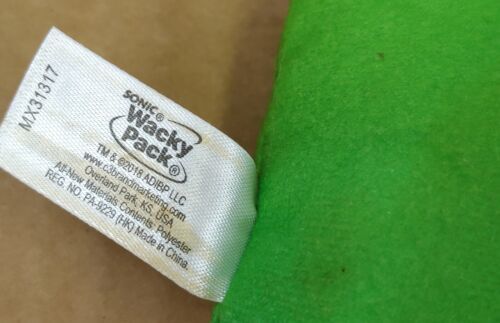 MX31317
SONIC®
Wacky
Pack®
TM & ©2018 ADIBP LLC
www.c3brandmarketing.com
Overland Park, KS, USA
All-New Materials Contents: Polyester
REG. NO. PA-9229 (HK) Made in
China.